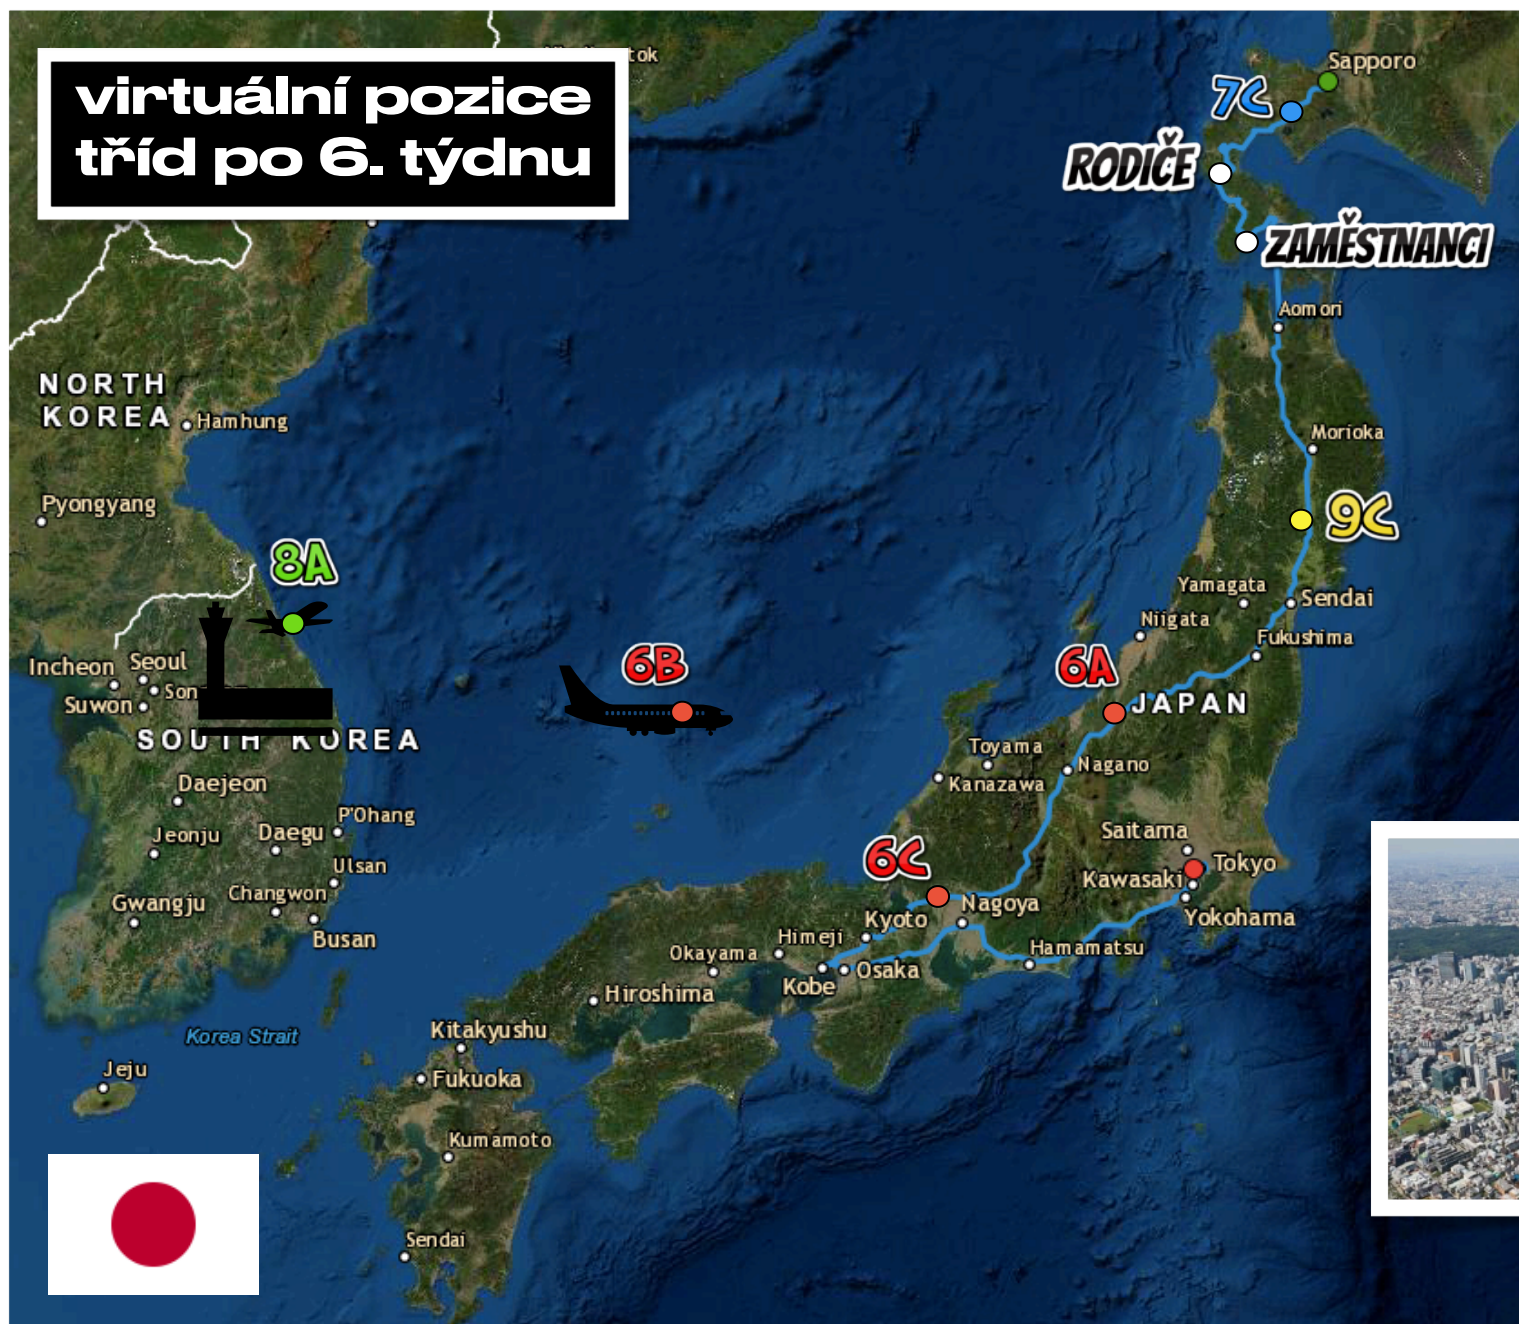 virtuální pozice
tříd po 6. týdnu
tok
Sapporo
7C
RODIČE
ZAMĚSTNANCI
Aomori
NORTH
KOREA
Hamhung
Morioka
Pyongyang
9C
8A
Yamagata
Sendai
Niigata
Fukushima
Incheon
Seoul
6B
6A
Son
Suwon
JAPAN
SOUTH KOREA
Toyama
Nagano
Kanazawa
Daejeon
P'Ohang
Jeonju
Daegu
Saitama
6C
Tokyo
Ulsan
Kawasaki
Changwon
Gwangju
Nagoya
Kyoto
Yokohama
Busan
Himeji
Hamamatsu
Okayama
Osaka
Kobe
Hiroshima
Korea Strait
Kitakyushu
Jeju
Fukuoka
Kumamoto
Sendai